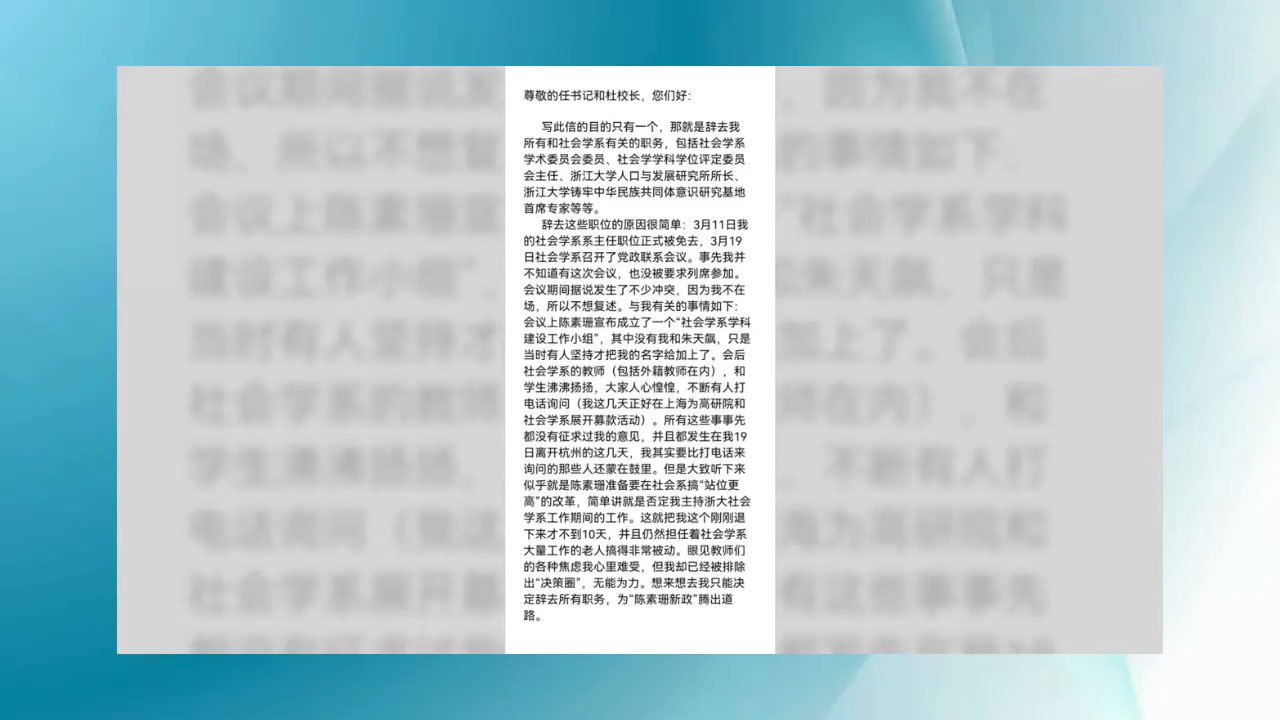 尊敬的任书记和杜校长，您们好：
写此信的目的只有一个，那就是辞去我
所有和社会学系有关的职务，包括社会学系
学术委员会委员、社会学学科学位评定委员
会主任、浙江大学人口与发展研究所所长、
浙江大学铸牢中华民族共同体意识研究基地
首席专家等等。
辞去这些职位的原因很简单：3月11日我
的社会学系系主任职位正式被免去，3月19
日社会学系召开了党政联系会议。事先我并
不知道有这次会议，也没被要求列席参加。
会议期间据说发生了不少冲突，因为我不在
场，所以不想复述。与我有关的事情如下：
会议上陈素珊宣布成立了一个“社会学系学科
建设工作小组”，其中没有我和朱天飚，只是
当时有人坚持才把我的名字给加上了。会后
社会学系的教师（包括外籍教师在内），和
学生沸沸扬扬，大家人心惶惶，不断有人打
电话询问（我这几天正好在上海为高研院和
社会学系展开募款活动）。所有这些事事先
都没有征求过我的意见，并且都发生在我19
日离开杭州的这几天，我其实要比打电话来
询问的那些人还蒙在鼓里。但是大致听下来
似乎就是陈素珊准备要在社会系搞“站位更
高”的改革，简单讲就是否定我主持浙大社会
学系工作期间的工作。这就把我这个刚刚退
下来才不到10天，并且仍然担任着社会学系
大量工作的老人搞得非常被动。眼见教师们
的各种焦虑我心里难受，但我却已经被排除
出“决策圈”，无能为力。想来想去我只能决
定辞去所有职务，为“陈素珊新政”腾出道
路。